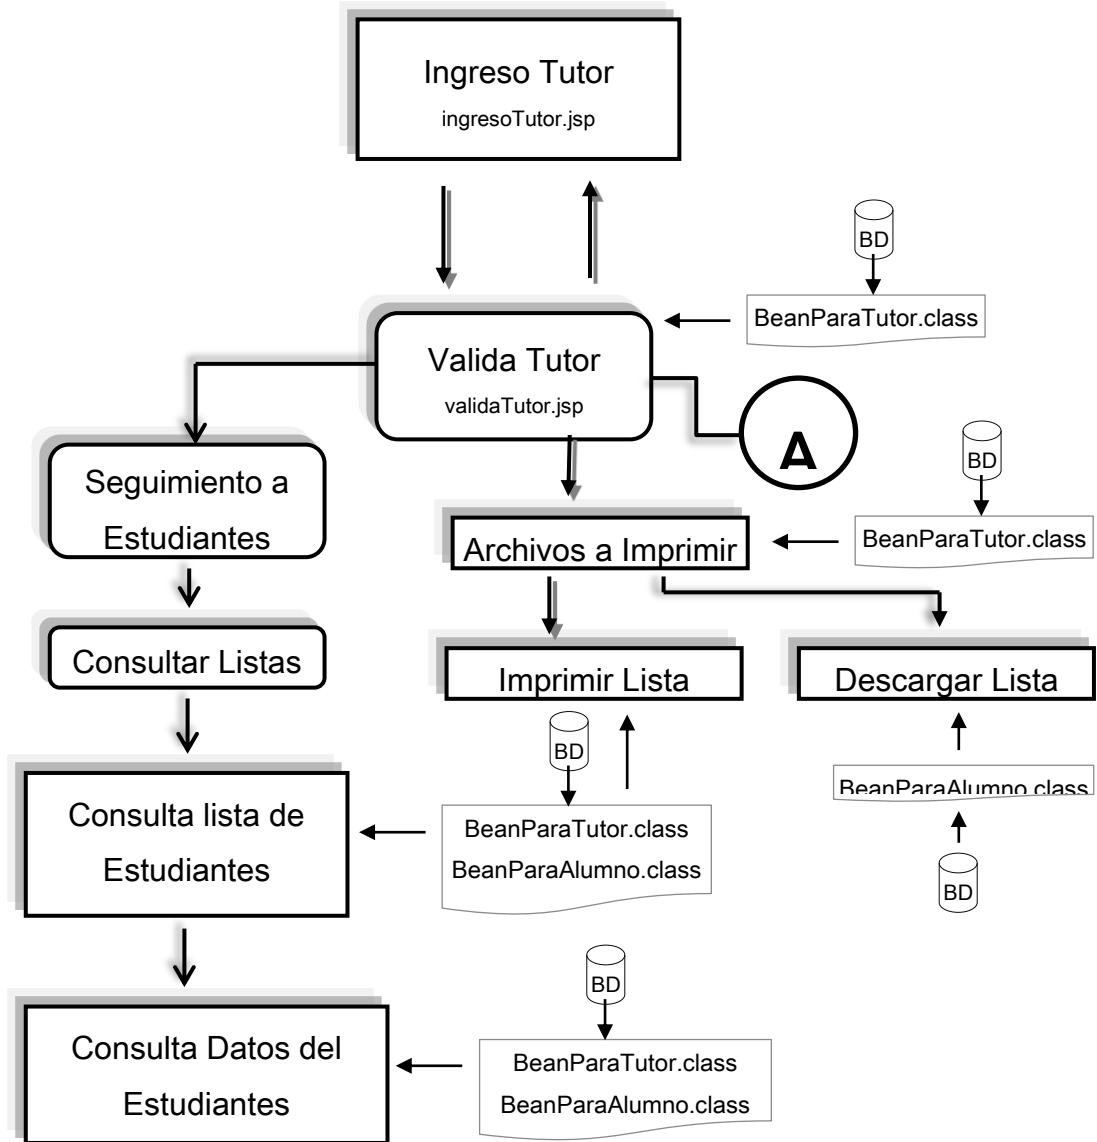 Ingreso Tutor
ingresoTutor.jsp
BD
BeanParaTutor.class
Valida Tutor
validaTutor.jsp
A
BD
BeanParaTutor.class
Seguimiento a
Estudiantes
Archivos a Imprimir
Consultar Listas
Imprimir Lista
Descargar Lista
BD
BeanParaTutor.class
BeanParaAlumno.class
BeanParaAlumno.class
BD
Consulta lista de
Estudiantes
BD
Consulta Datos del
Estudiantes
BeanParaTutor.class
BeanParaAlumno.class